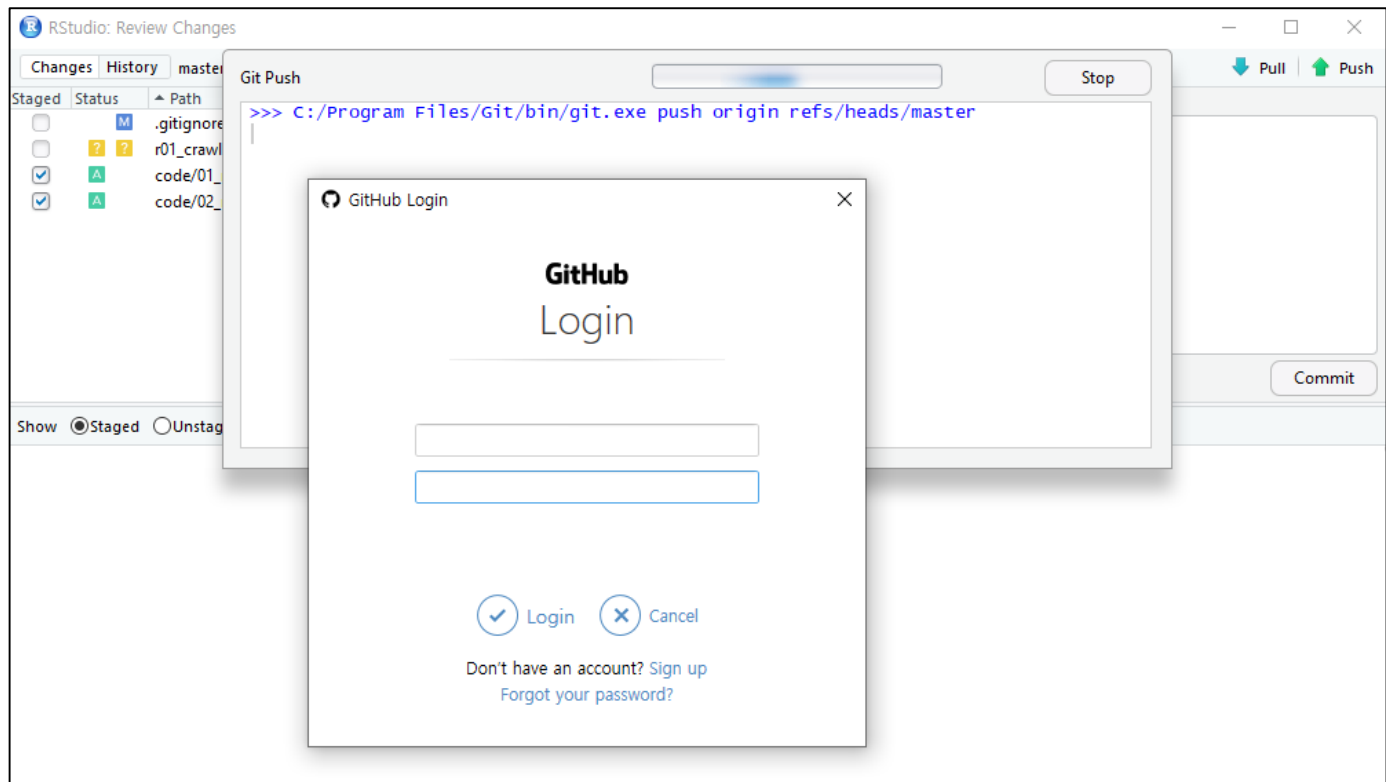 RStudio: Review Changes
Changes History master
Pull Push
Staged Status Path
M .gitignore
? ? r01_crawl
A code/01_
A code/02_
Git Push
Stop
>>> C:/Program Files/Git/bin/git.exe push origin refs/heads/master
GitHub Login
GitHub
Login
Login Cancel
Don't have an account? Sign up
Forgot your password?
Commit
Show Staged Unstag